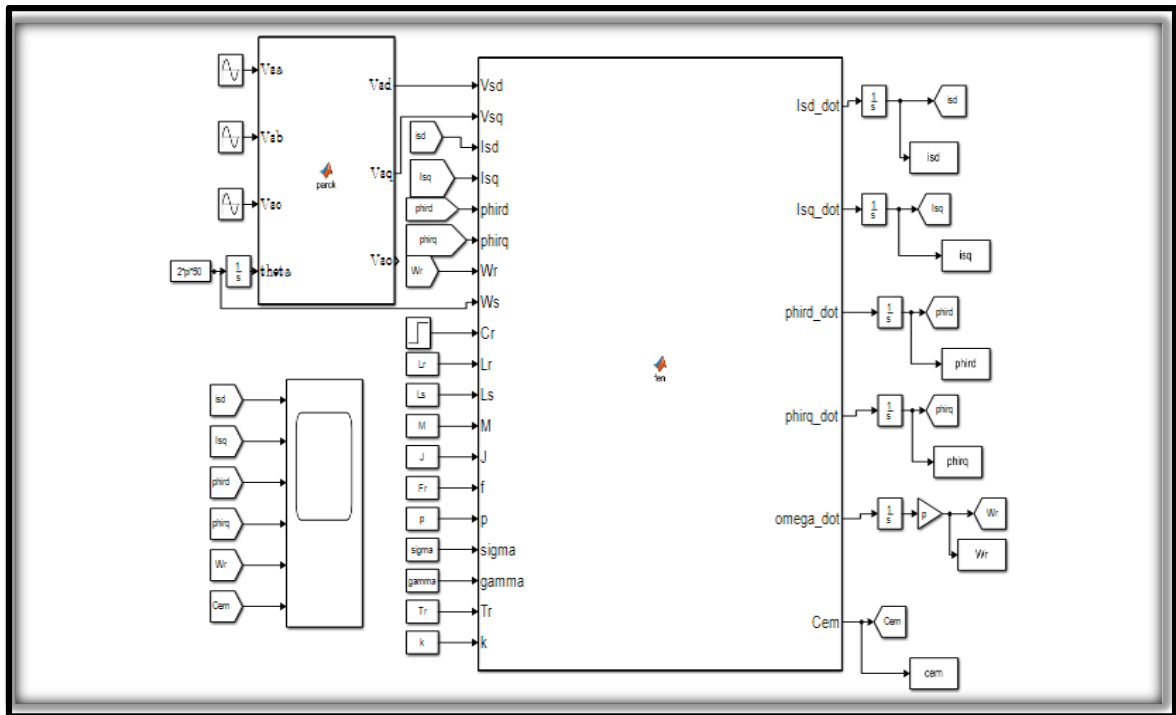 Vsa
Vsb
Vsc
theta
Vsd
Vsq
Vso
parck
2*pi*50
1
s
isd
Isq
phird
phirq
Wr
Vsd
Vsq
Isd
Isq
phird
phirq
Wr
Ws
Cr
Lr
Ls
M
J
f
p
sigma
gamma
Tr
k
Lr
Ls
M
J
Fr
p
sigma
gamma
Tr
k
fcn
Isd_dot
Isq_dot
phird_dot
phirq_dot
omega_dot
Cem
1
s
isd
isd
1
s
Isq
isq
1
s
phird
phird
1
s
phirq
phirq
1
s
p
Wr
Wr
Cem
cem
isd
Isq
phird
phirq
Wr
Cem